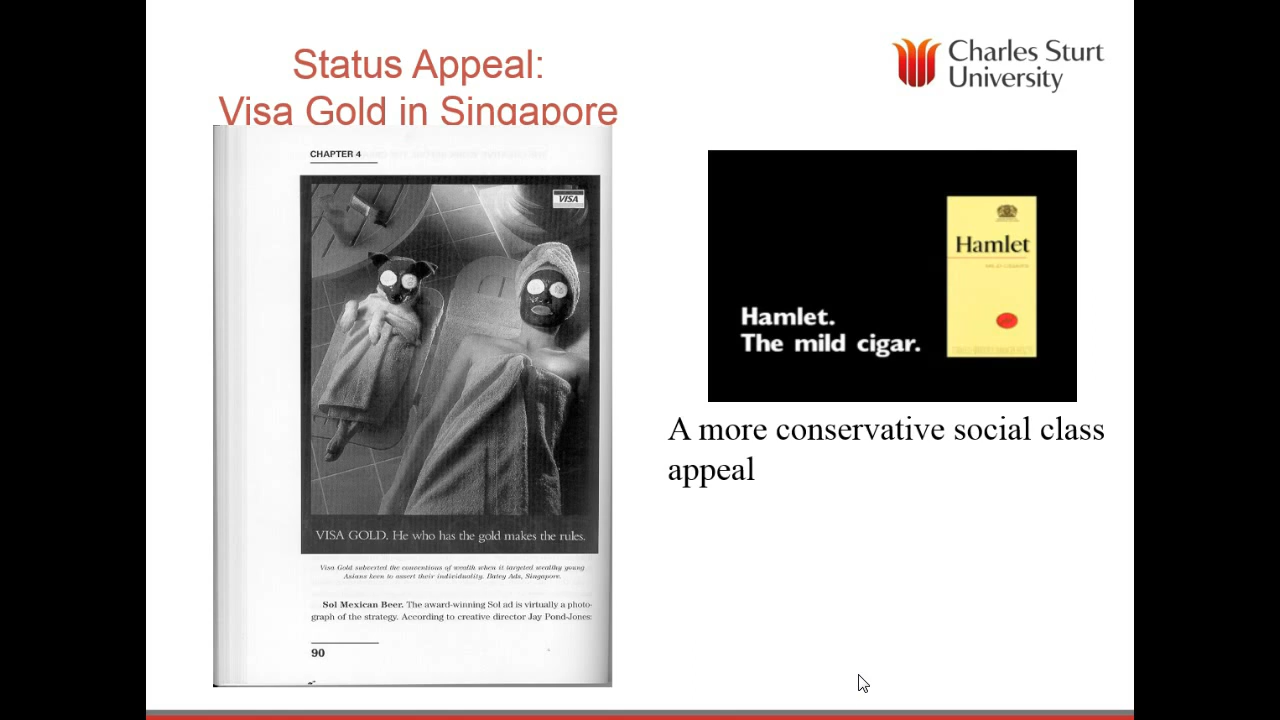 Status Appeal:
Visa Gold in Singapore
Charles Sturt
University
CHAPTER 4
VISA
VISA GOLD. He who has the gold makes the rules.
Visa Gold subverted the conventions of wealth when it targeted wealthy young
Asians keen to assert their individuality. Batey Ads, Singapore.
Sol Mexican Beer. The award-winning Sol ad is virtually a photo-
graph of the strategy. According to creative director Jay Pond-Jones:
90
Hamlet
Hamlet.
The mild cigar.
A more conservative social class
appeal